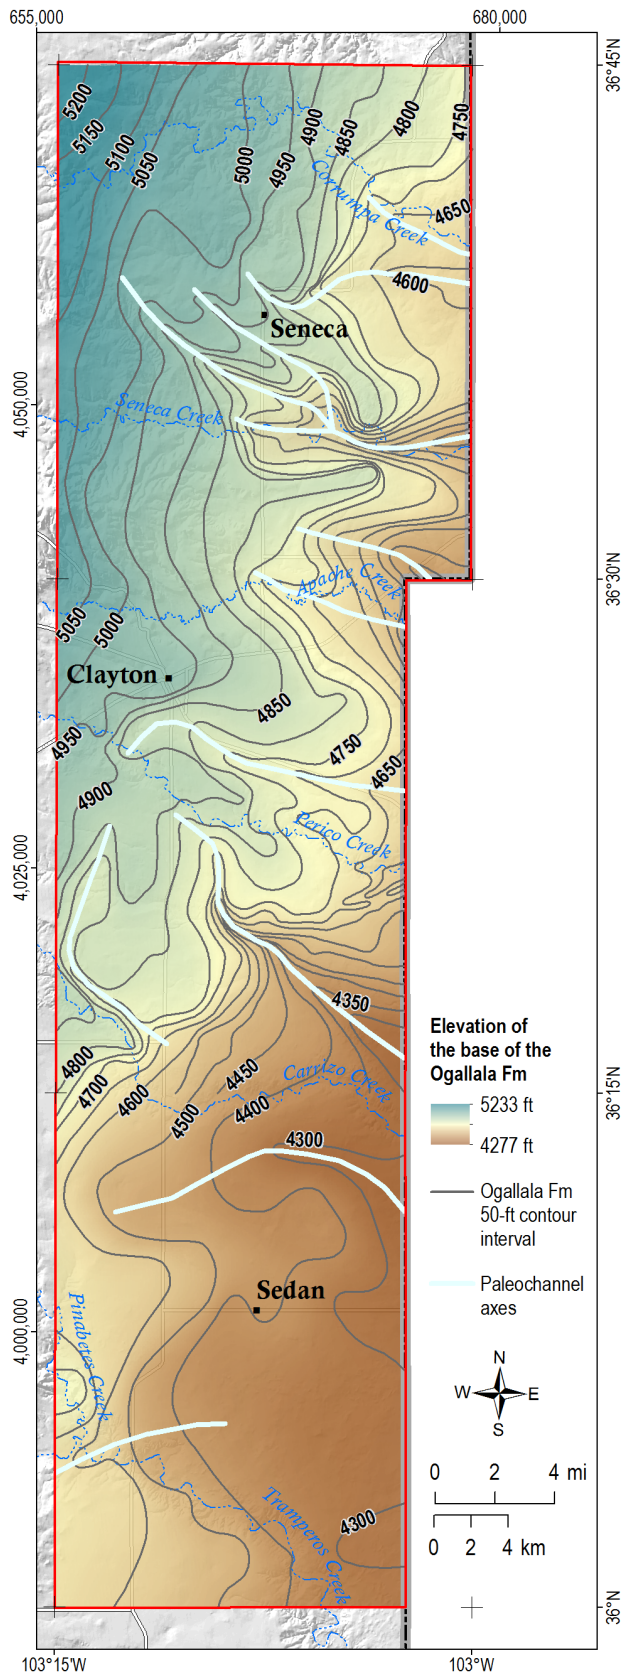 655,000
680,000
36°45'N
5200
5150
5100
5050
5000
4950
4900
4850
4800
4750
Corrumpa Creek
4650
4600
Seneca
4,050,000
Seneca Creek
36°30'N
Apache Creek
5050
5000
Clayton
4850
4950
4750
4650
4900
Perico Creek
4,025,000
4350
Elevation of
the base of the
Ogallala Fm
5233 ft
4277 ft
4800
4700
4600
4500
4450
4400
Carrizo Creek
36°15'N
4300
Ogallala Fm
50-ft contour
interval
Paleochannel
axes
Sedan
4,000,000
Pinabetes Creek
N
W
E
S
0 2 4 mi
0 2 4 km
Tramperos Creek
4300
36°N
103°15'W
103°W